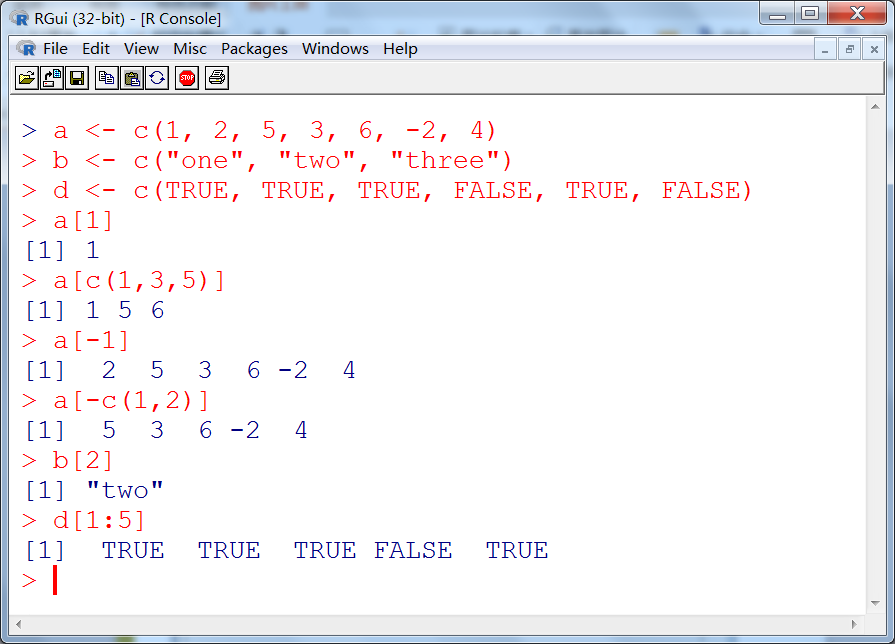 RGui (32-bit) - [R Console]
File Edit View Misc Packages Windows Help
STOP
> a <- c(1, 2, 5, 3, 6, -2, 4)
> b <- c("one", "two", "three")
> d <- c(TRUE, TRUE, TRUE, FALSE, TRUE, FALSE)
> a[1]
[1] 1
> a[c(1,3,5)]
[1] 1 5 6
> a[-1]
[1]  2  5  3  6 -2  4
> a[-c(1,2)]
[1]  5  3  6 -2  4
> b[2]
[1] "two"
> d[1:5]
[1]  TRUE  TRUE  TRUE FALSE  TRUE
>